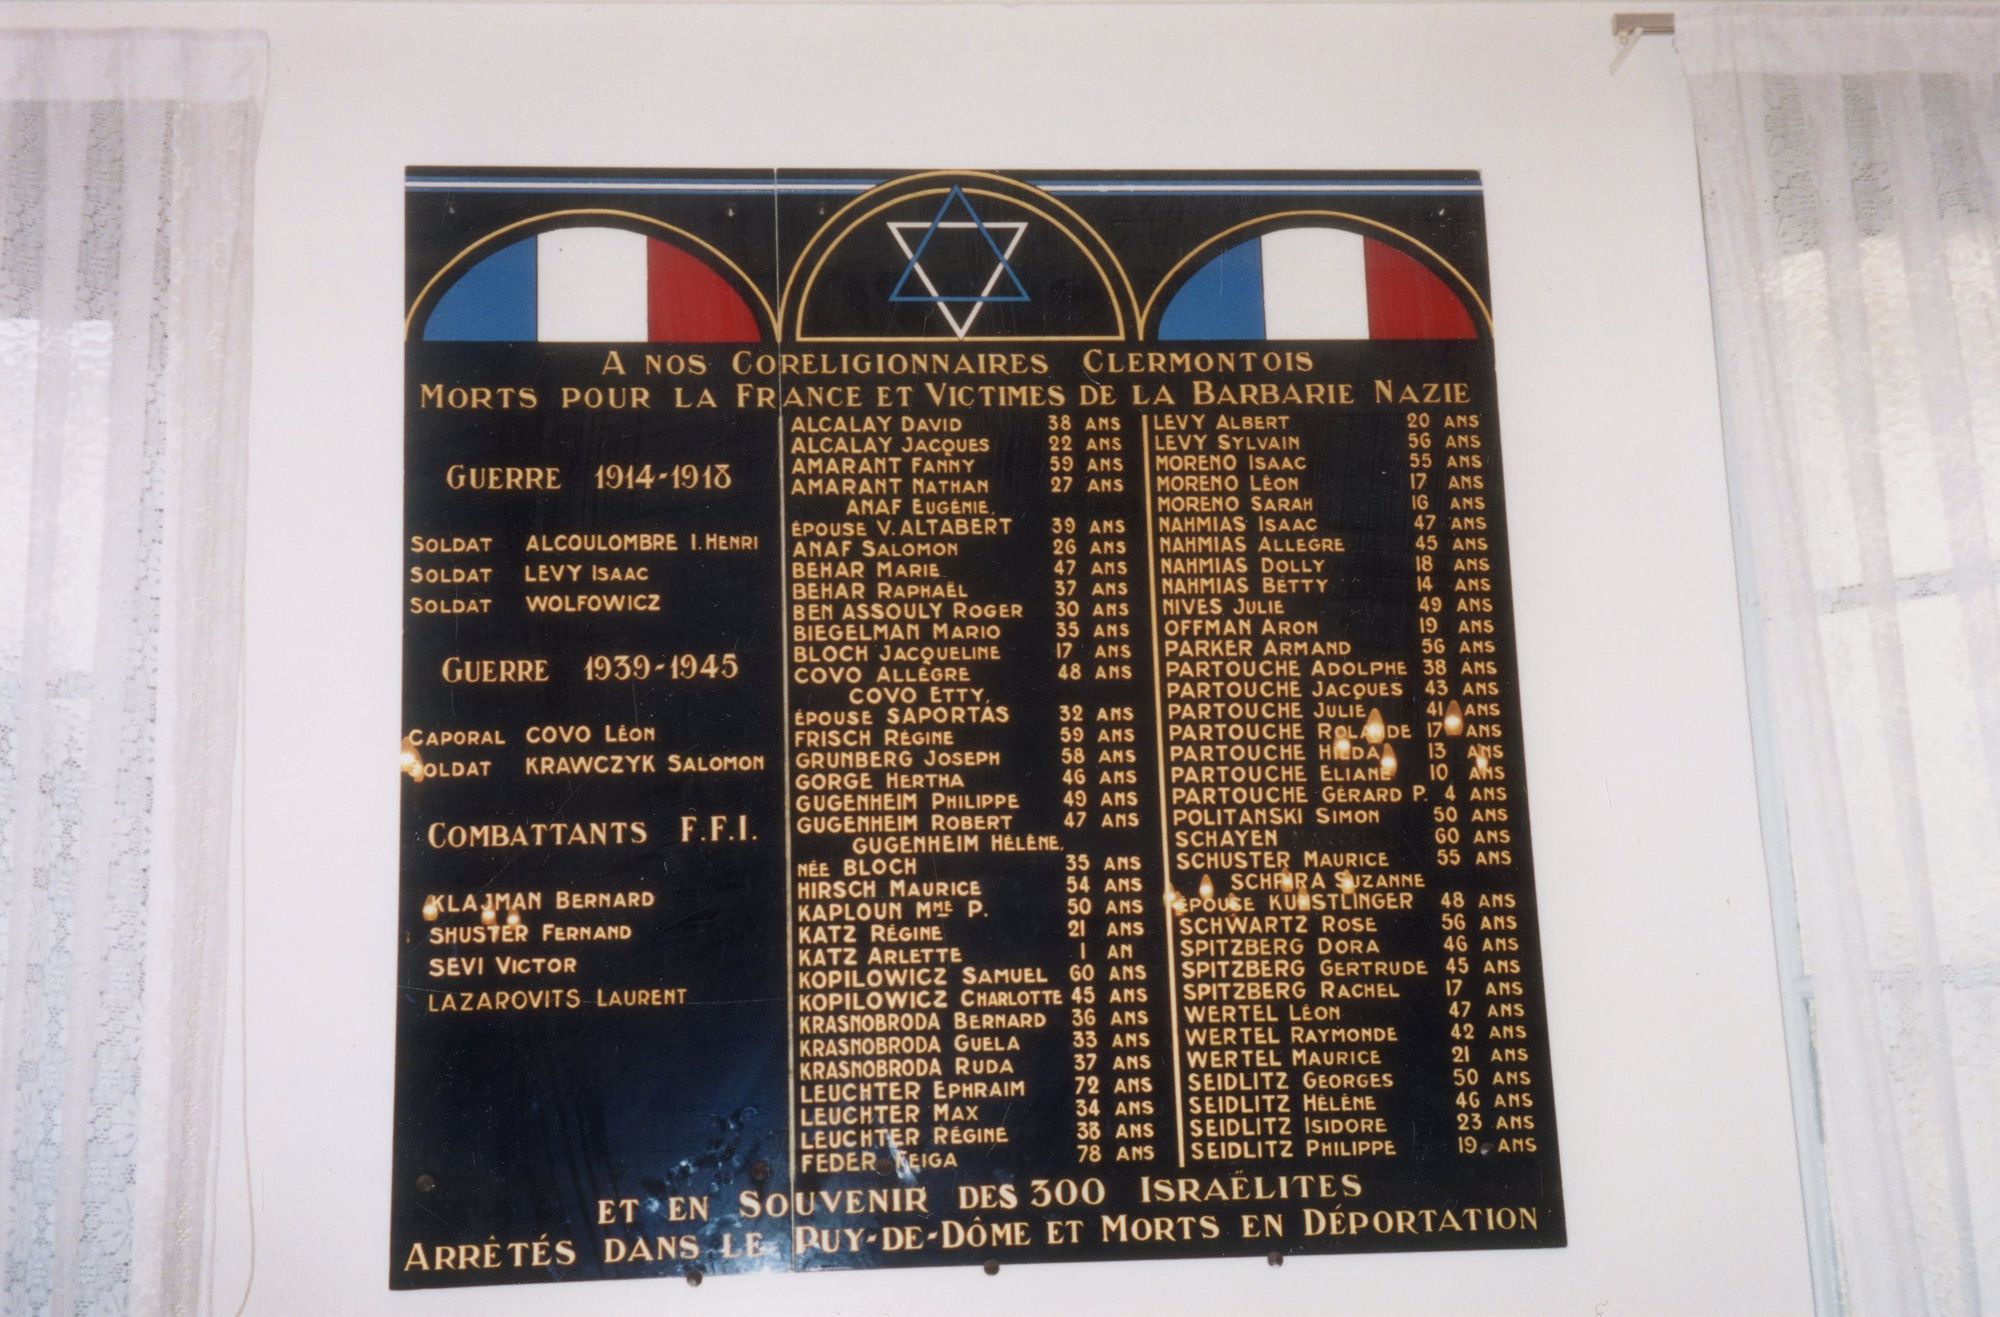 A NOS CORELIGIONNAIRES CLERMONTOIS
MORTS POUR LA FRANCE ET VICTIMES DE LA BARBARIE NAZIE
GUERRE 1914-1918
SOLDAT ALCOULOMBRE I. HENRI
SOLDAT LEVY ISAAC
SOLDAT WOLFOWICZ
GUERRE 1939-1945
CAPORAL COVO LÉON
SOLDAT KRAWCZYK SALOMON
COMBATTANTS F.F.I.
KLAJMAN BERNARD
SHUSTER FERNAND
SEVI VICTOR
LAZAROVITS LAURENT
ALCALAY DAVID 38 ANS
ALCALAY JACQUES 22 ANS
AMARANT FANNY 59 ANS
AMARANT NATHAN 27 ANS
ANAF EUGÉNIE,
ÉPOUSE V. ALTABERT 39 ANS
ANAF SALOMON 26 ANS
BEHAR MARIE 47 ANS
BEHAR RAPHAËL 37 ANS
BEN ASSOULY ROGER 30 ANS
BIEGELMAN MARIO 35 ANS
BLOCH JACQUELINE 17 ANS
COVO ALLÉGRE 48 ANS
COVO ETTY,
ÉPOUSE SAPORTAS 32 ANS
FRISCH RÉGINE 59 ANS
GRUNBERG JOSEPH 58 ANS
GORGE HERTHA 46 ANS
GUGENHEIM PHILIPPE 49 ANS
GUGENHEIM ROBERT 47 ANS
GUGENHEIM HÉLÈNE,
NÉE BLOCH 35 ANS
HIRSCH MAURICE 54 ANS
KAPLOUN MME P. 50 ANS
KATZ RÉGINE 21 ANS
KATZ ARLETTE 1 AN
KOPILOWICZ SAMUEL 60 ANS
KOPILOWICZ CHARLOTTE 45 ANS
KRASNOBRODA BERNARD 36 ANS
KRASNOBRODA GUELA 33 ANS
KRASNOBRODA RUDA 37 ANS
LEUCHTER EPHRAIM 72 ANS
LEUCHTER MAX 34 ANS
LEUCHTER RÉGINE 38 ANS
FEDER FEIGA 78 ANS
LEVY ALBERT 20 ANS
LEVY SYLVAIN 56 ANS
MORENO ISAAC 55 ANS
MORENO LÉON 17 ANS
MORENO SARAH 16 ANS
NAHMIAS ISAAC 47 ANS
NAHMIAS ALLEGRE 45 ANS
NAHMIAS DOLLY 18 ANS
NAHMIAS BETTY 14 ANS
NIVES JULIE 49 ANS
OFFMAN ARON 19 ANS
PARKER ARMAND 56 ANS
PARTOUCHE ADOLPHE 38 ANS
PARTOUCHE JACQUES 43 ANS
PARTOUCHE JULIE 41 ANS
PARTOUCHE ROLANDE 17 ANS
PARTOUCHE HILDA 13 ANS
PARTOUCHE ELIANE 10 ANS
PARTOUCHE GÉRARD P. 4 ANS
POLITANSKI SIMON 50 ANS
SCHAYEN 60 ANS
SCHUSTER MAURICE 55 ANS
SCHPIRA SUZANNE
ÉPOUSE KUNSTLINGER 48 ANS
SCHWARTZ ROSE 56 ANS
SPITZBERG DORA 46 ANS
SPITZBERG GERTRUDE 45 ANS
SPITZBERG RACHEL 17 ANS
WERTEL LÉON 47 ANS
WERTEL RAYMONDE 42 ANS
WERTEL MAURICE 21 ANS
SEIDLITZ GEORGES 50 ANS
SEIDLITZ HÉLÈNE 46 ANS
SEIDLITZ ISIDORE 23 ANS
SEIDLITZ PHILIPPE 19 ANS
ET EN SOUVENIR DES 300 ISRAËLITES
ARRÊTÉS DANS LE PUY-DE-DÔME ET MORTS EN DÉPORTATION